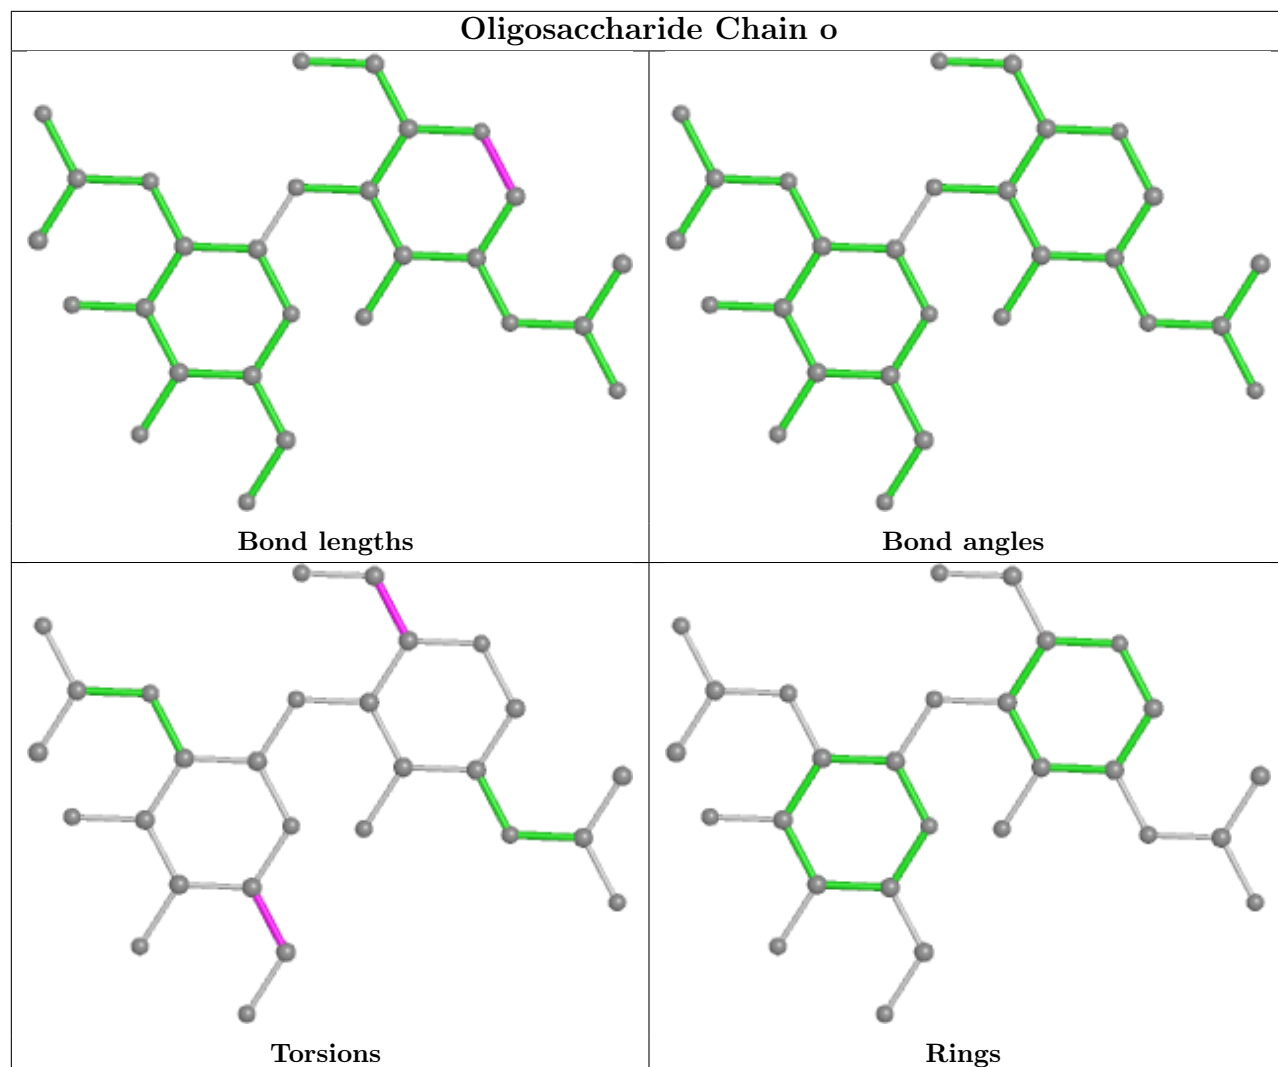 Oligosaccharide Chain o
Bond lengths
Bond angles
Torsions
Rings